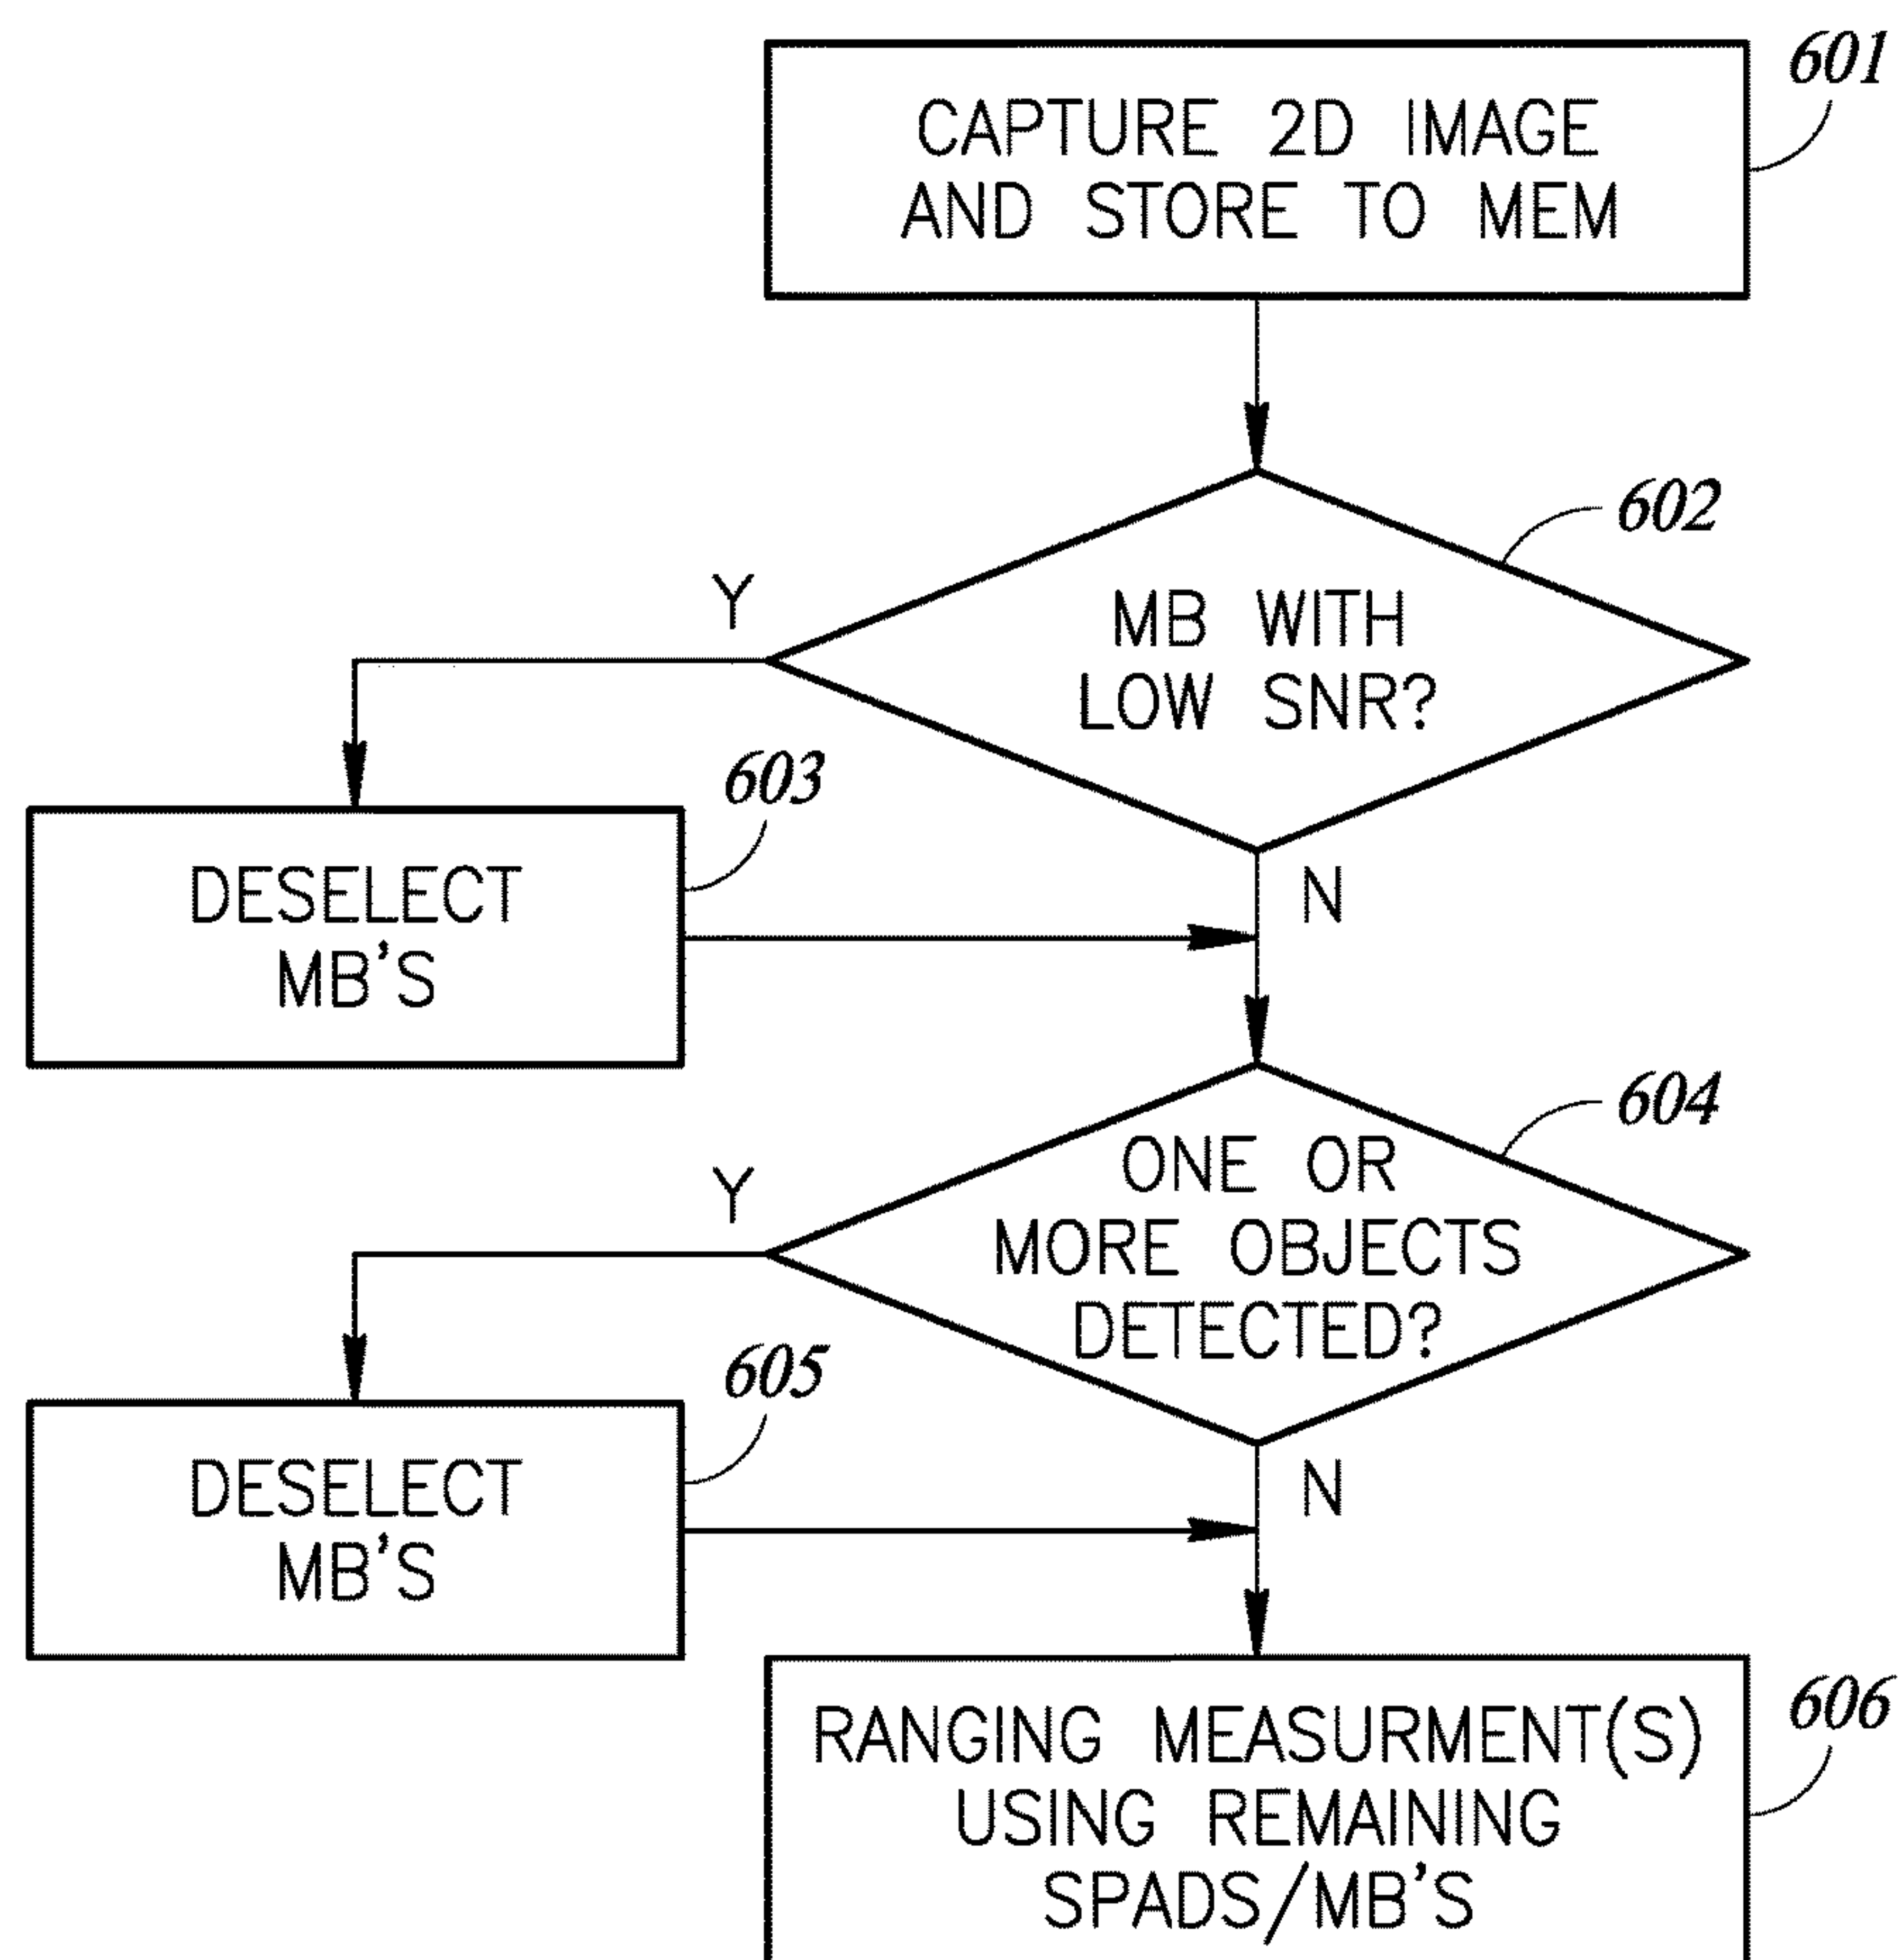 CAPTURE 2D IMAGE
AND STORE TO MEM
601
602
MB WITH
LOW SNR?
Y
N
603
DESELECT
MB'S
604
ONE OR
MORE OBJECTS
DETECTED?
Y
N
605
DESELECT
MB'S
606
RANGING MEASURMENT(S)
USING REMAINING
SPADS/MB'S